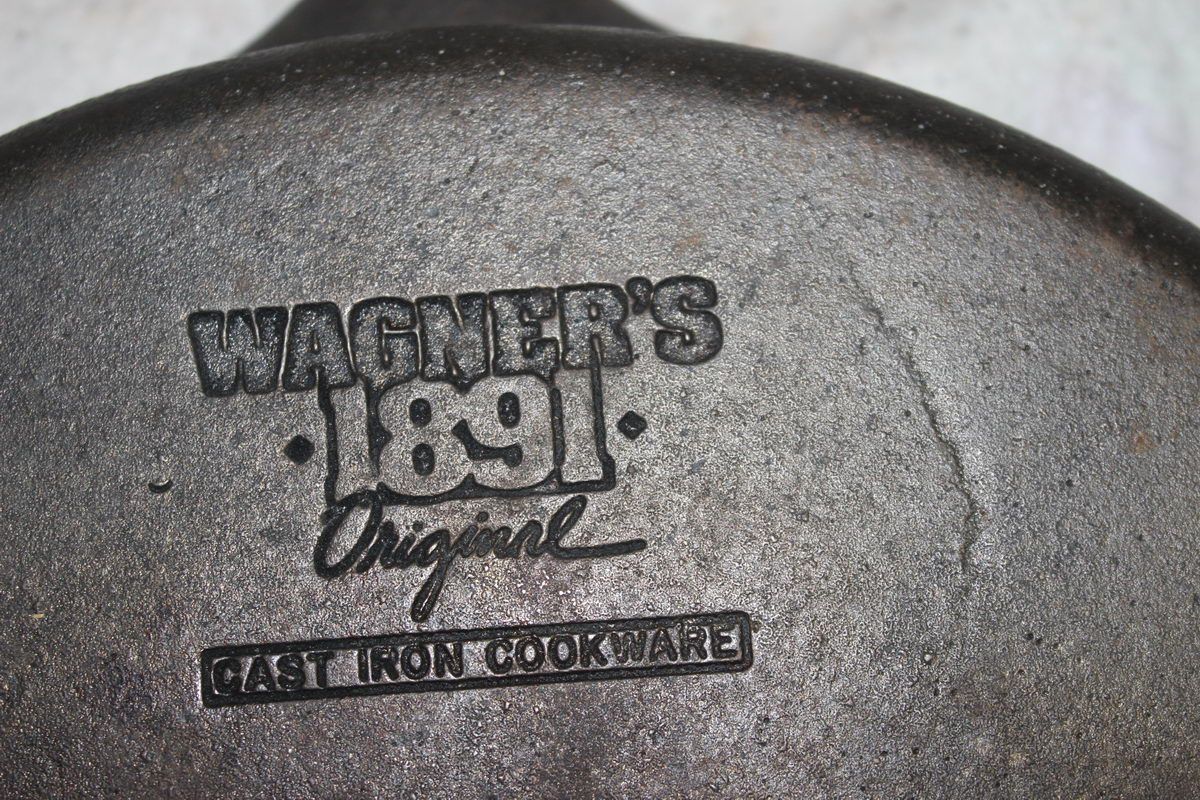 WAGNER'S
1891
Original
CAST IRON COOKWARE